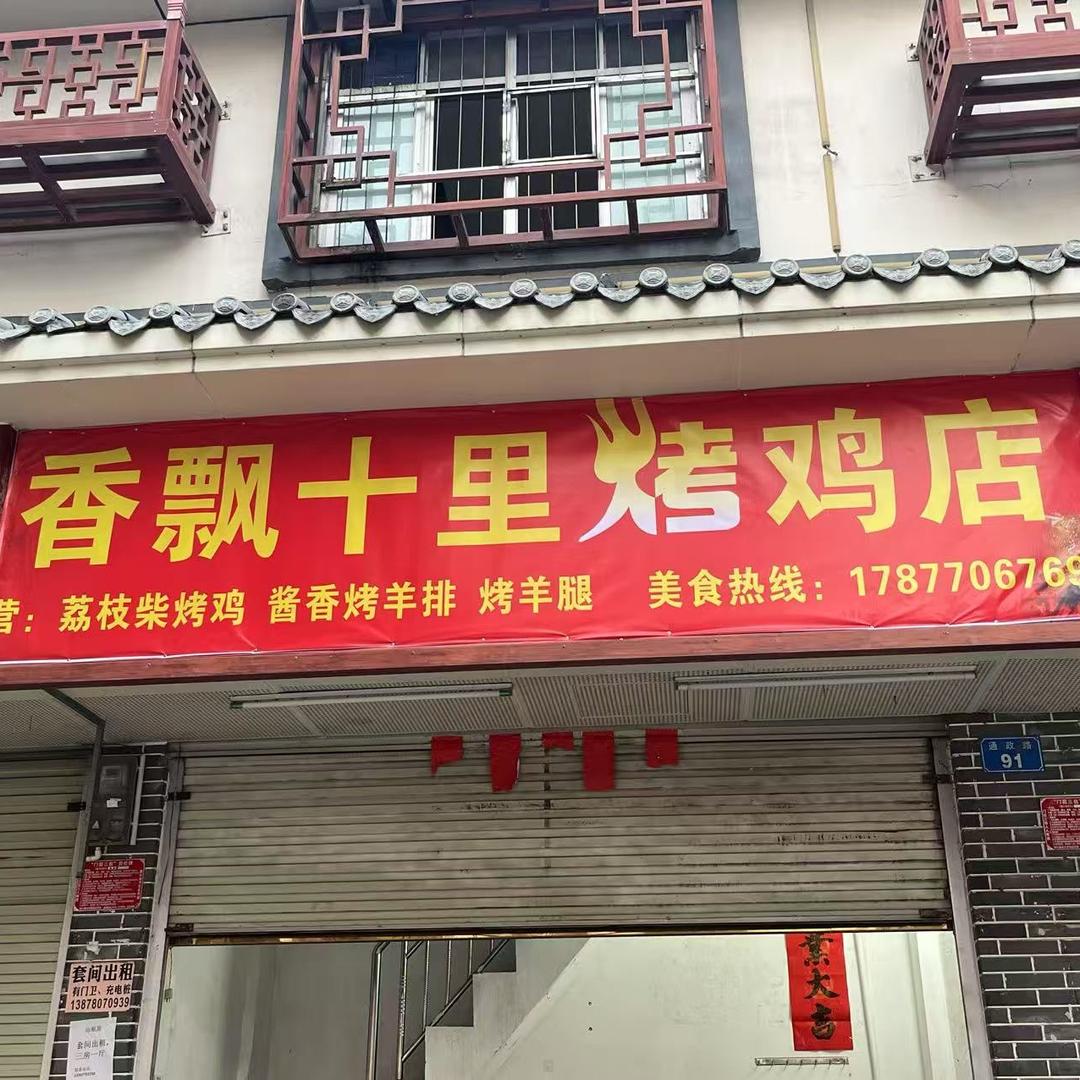 香飘十里烤鸡店
营：荔枝柴烤鸡 酱香烤羊排 烤羊腿 美食热线：1787706769
通政路
91
套间出租
有门卫、充电桩
13878070939
套间出租，
三房一厅
大吉